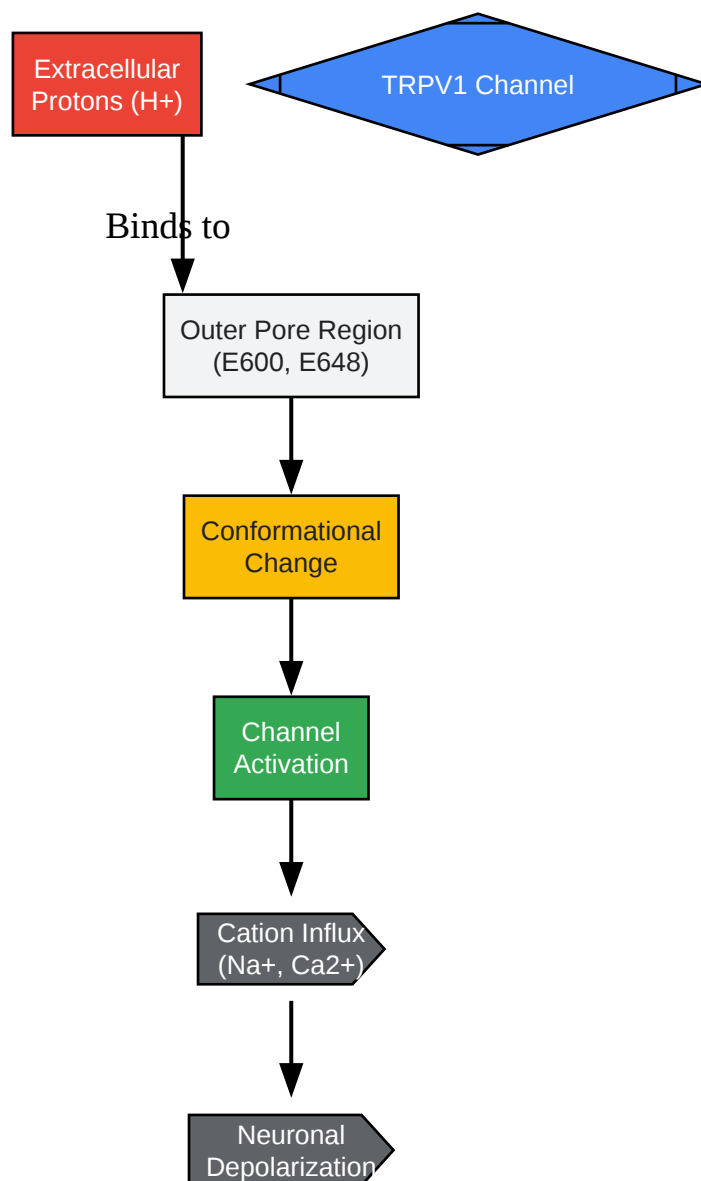 Extracellular
Protons (H+)
TRPV1 Channel
Binds to
Outer Pore Region
(E600, E648)
Conformational
Change
Channel
Activation
Cation Influx
(Na+, Ca2+)
Neuronal
Depolarization